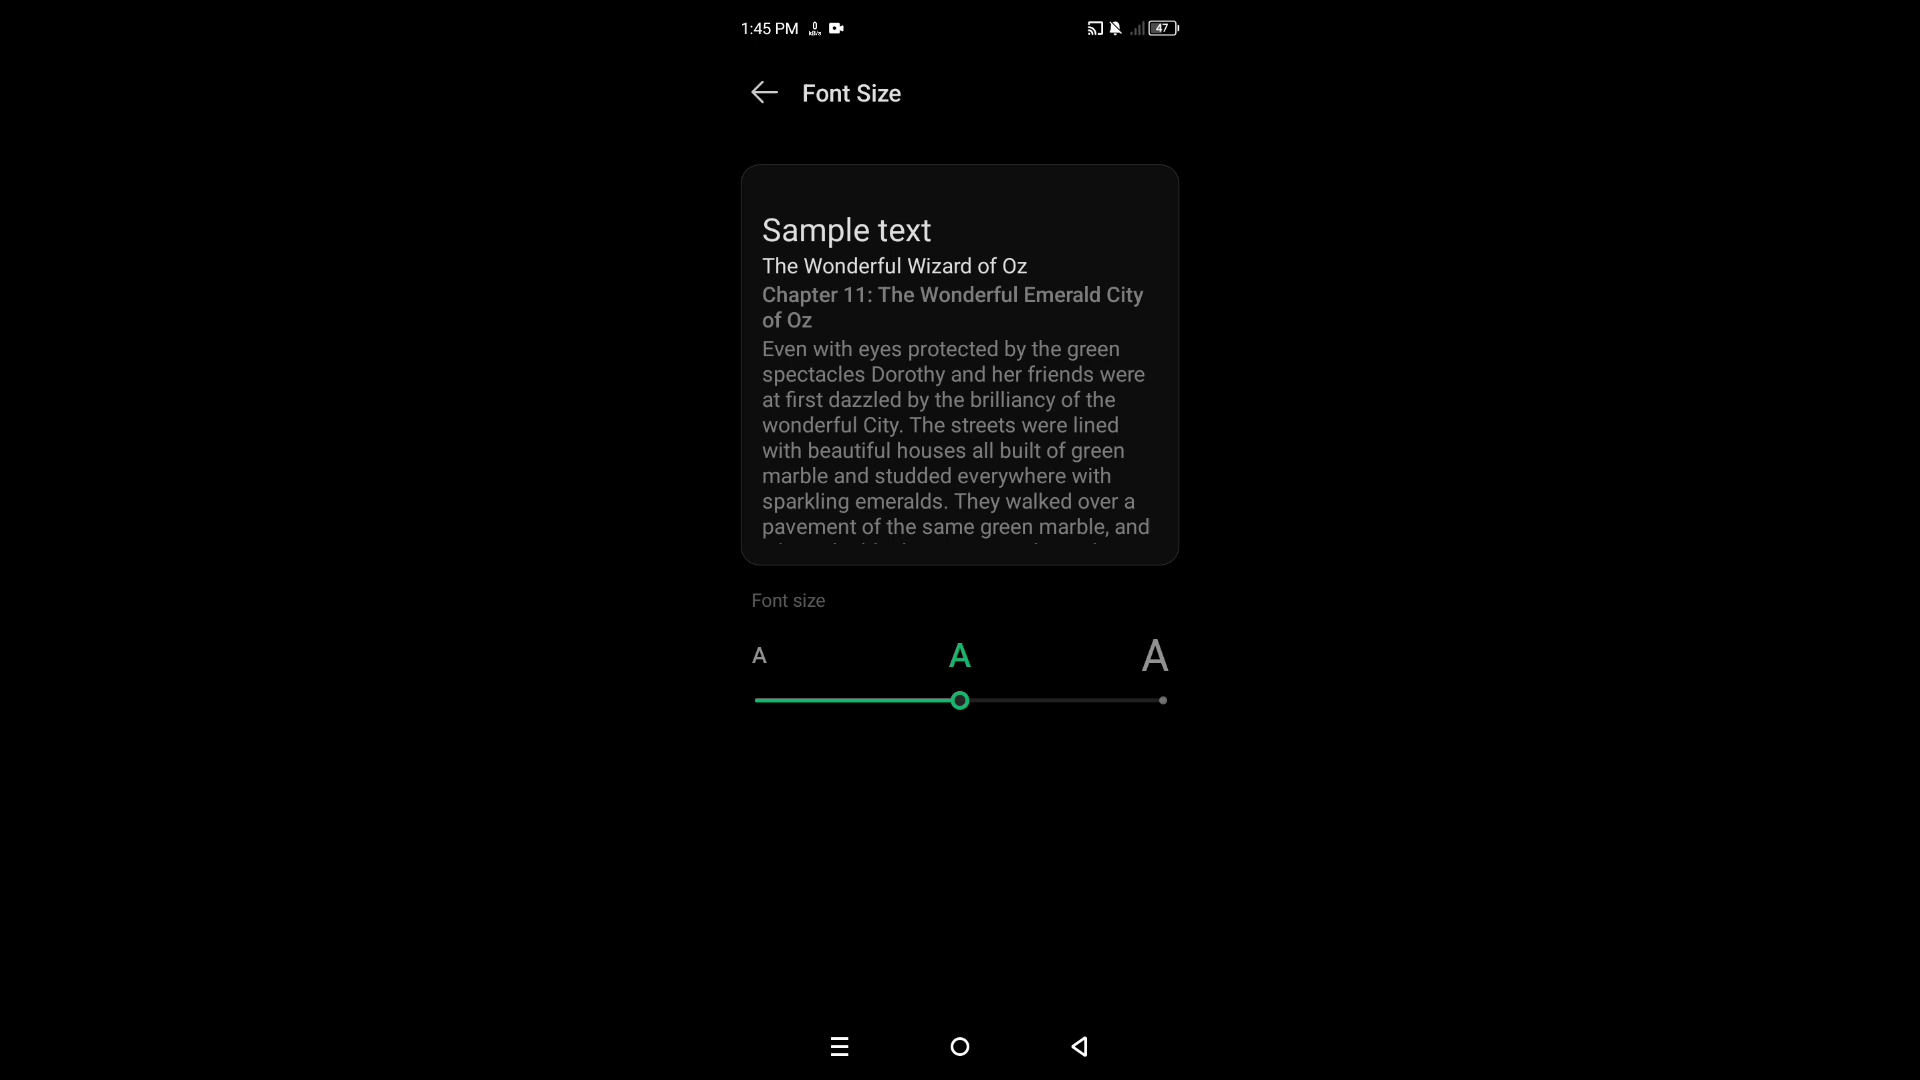 1:45 PM 0 kB/s 47
Font Size
Sample text
The Wonderful Wizard of Oz
Chapter 11: The Wonderful Emerald City
of Oz
Even with eyes protected by the green
spectacles Dorothy and her friends were
at first dazzled by the brilliancy of the
wonderful City. The streets were lined
with beautiful houses all built of green
marble and studded everywhere with
sparkling emeralds. They walked over a
pavement of the same green marble, and
Font size
A A A